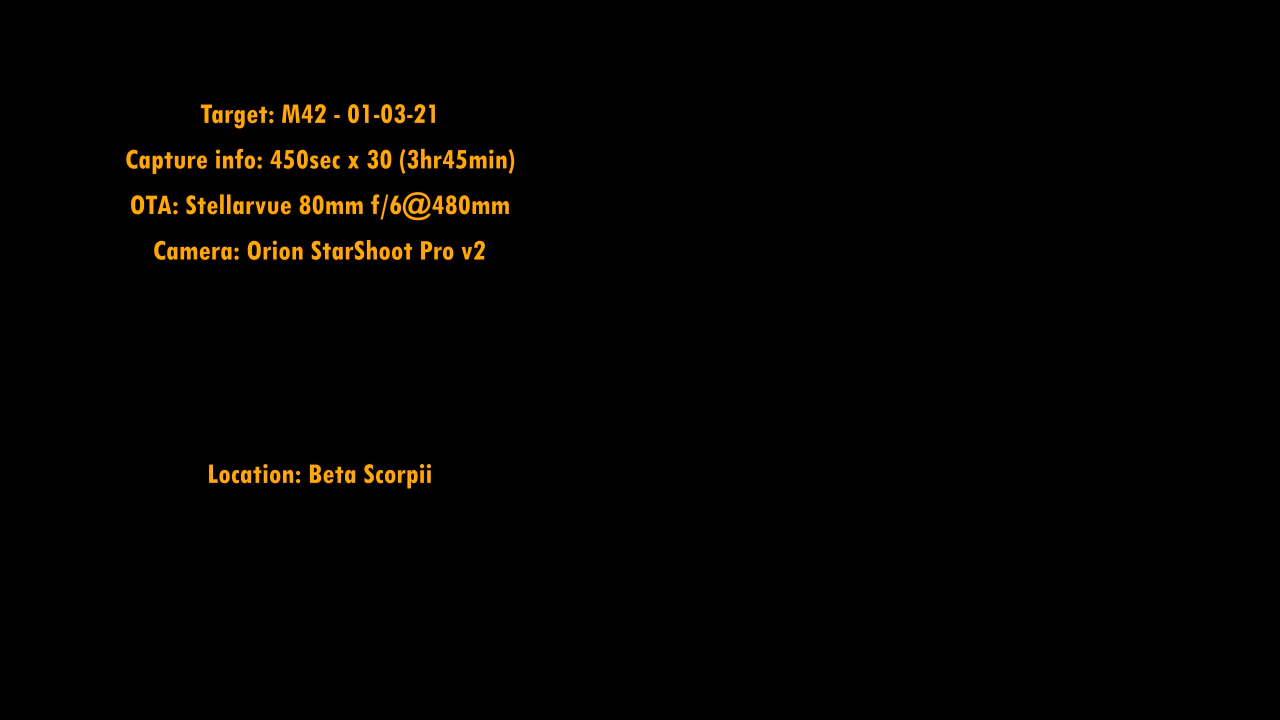 Target: M42 - 01-03-21
Capture info: 450sec x 30 (3hr45min)
OTA: Stellarvue 80mm f/6@480mm
Camera: Orion StarShoot Pro v2
Location: Beta Scorpii